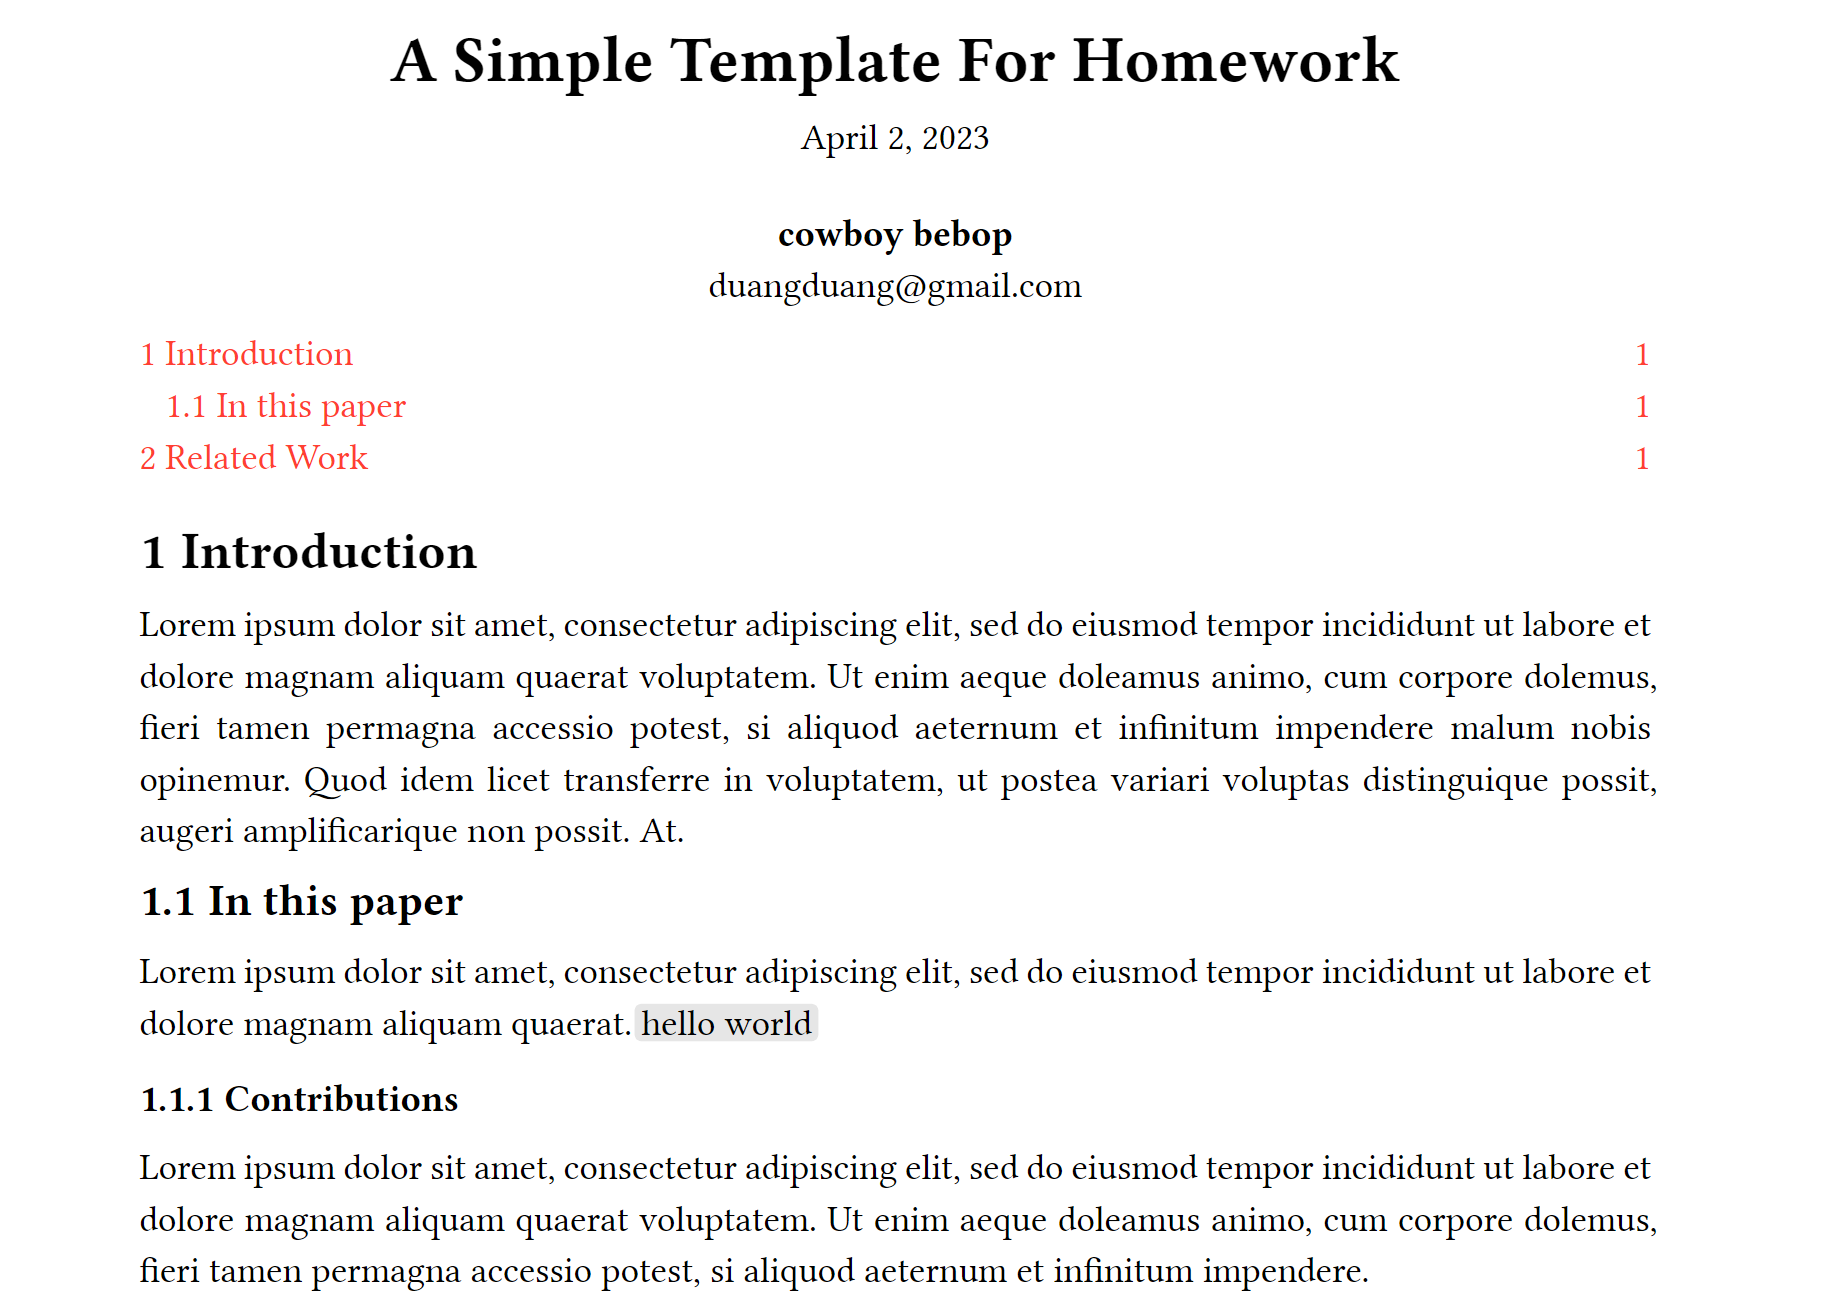 A Simple Template For Homework
April 2, 2023
cowboy bebop
duangduang@gmail.com
1 Introduction 1
1.1 In this paper 1
2 Related Work 1
1 Introduction
Lorem ipsum dolor sit amet, consectetur adipiscing elit, sed do eiusmod tempor incididunt ut labore et
dolore magnam aliquam quaerat voluptatem. Ut enim aeque doleamus animo, cum corpore dolemus,
fieri tamen permagna accessio potest, si aliquod aeternum et infinitum impendere malum nobis
opinemur. Quod idem licet transferre in voluptatem, ut postea variari voluptas distinguique possit,
augeri amplificarique non possit. At.
1.1 In this paper
Lorem ipsum dolor sit amet, consectetur adipiscing elit, sed do eiusmod tempor incididunt ut labore et
dolore magnam aliquam quaerat. hello world
1.1.1 Contributions
Lorem ipsum dolor sit amet, consectetur adipiscing elit, sed do eiusmod tempor incididunt ut labore et
dolore magnam aliquam quaerat voluptatem. Ut enim aeque doleamus animo, cum corpore dolemus,
fieri tamen permagna accessio potest, si aliquod aeternum et infinitum impendere.